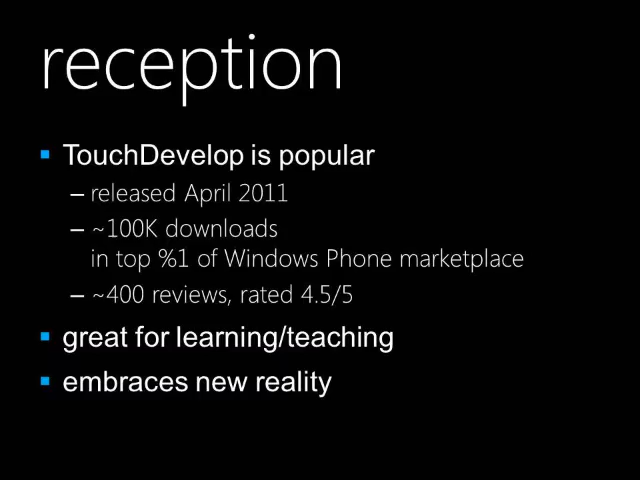 reception
▪ TouchDevelop is popular
– released April 2011
– ~100K downloads
in top %1 of Windows Phone marketplace
– ~400 reviews, rated 4.5/5
▪ great for learning/teaching
▪ embraces new reality